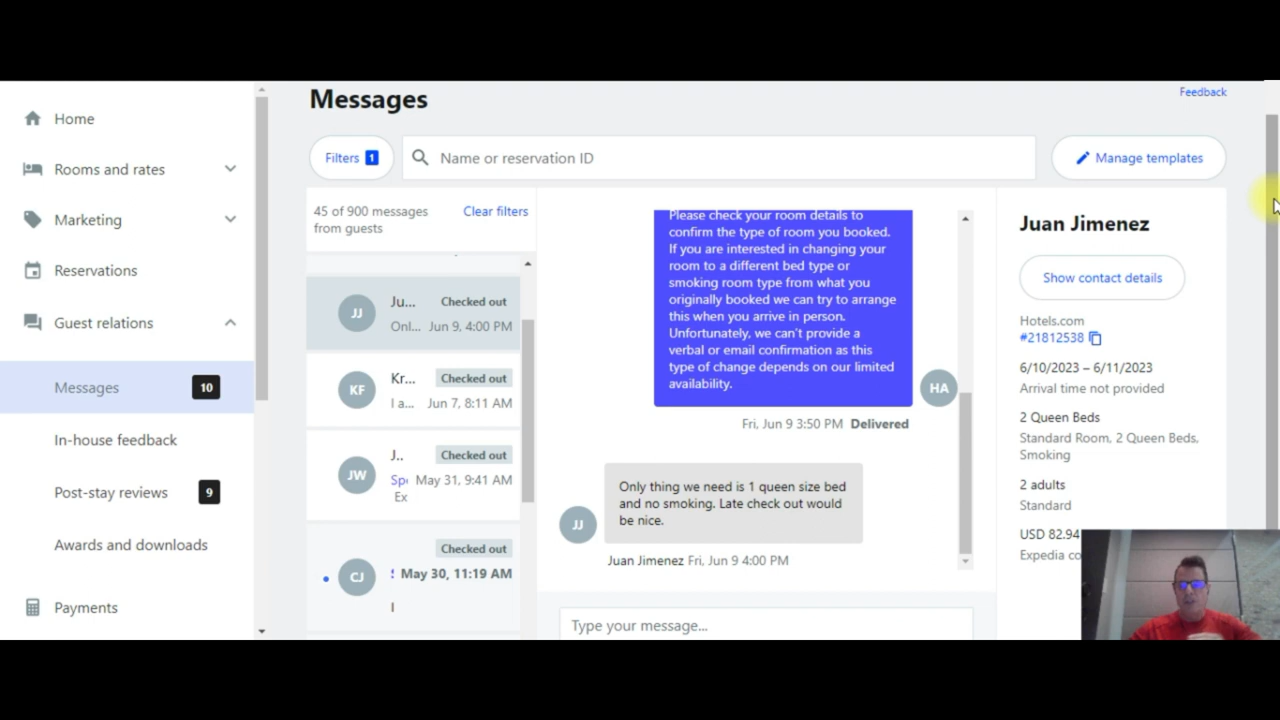 Messages
Feedback
Home
Rooms and rates
Marketing
Reservations
Guest relations
Messages 10
In-house feedback
Post-stay reviews 9
Awards and downloads
Payments
Filters 1
Name or reservation ID
Manage templates
45 of 900 messages
from guests
Clear filters
JJ
Ju... Checked out
Onl... Jun 9, 4:00 PM
KF
Kr... Checked out
I a... Jun 7, 8:11 AM
JW
J.. Checked out
Spe May 31, 9:41 AM
Ex
CJ
Checked out
May 30, 11:19 AM
I
Please check your room details to
confirm the type of room you booked.
If you are interested in changing your
room to a different bed type or
smoking room type from what you
originally booked we can try to arrange
this when you arrive in person.
Unfortunately, we can't provide a
verbal or email confirmation as this
type of change depends on our limited
availability.
HA
Fri, Jun 9 3:50 PM Delivered
Only thing we need is 1 queen size bed
and no smoking. Late check out would
be nice.
JJ
Juan Jimenez Fri, Jun 9 4:00 PM
Type your message...
Juan Jimenez
Show contact details
Hotels.com
#21812538
6/10/2023 – 6/11/2023
Arrival time not provided
2 Queen Beds
Standard Room, 2 Queen Beds,
Smoking
2 adults
Standard
USD 82.94
Expedia co